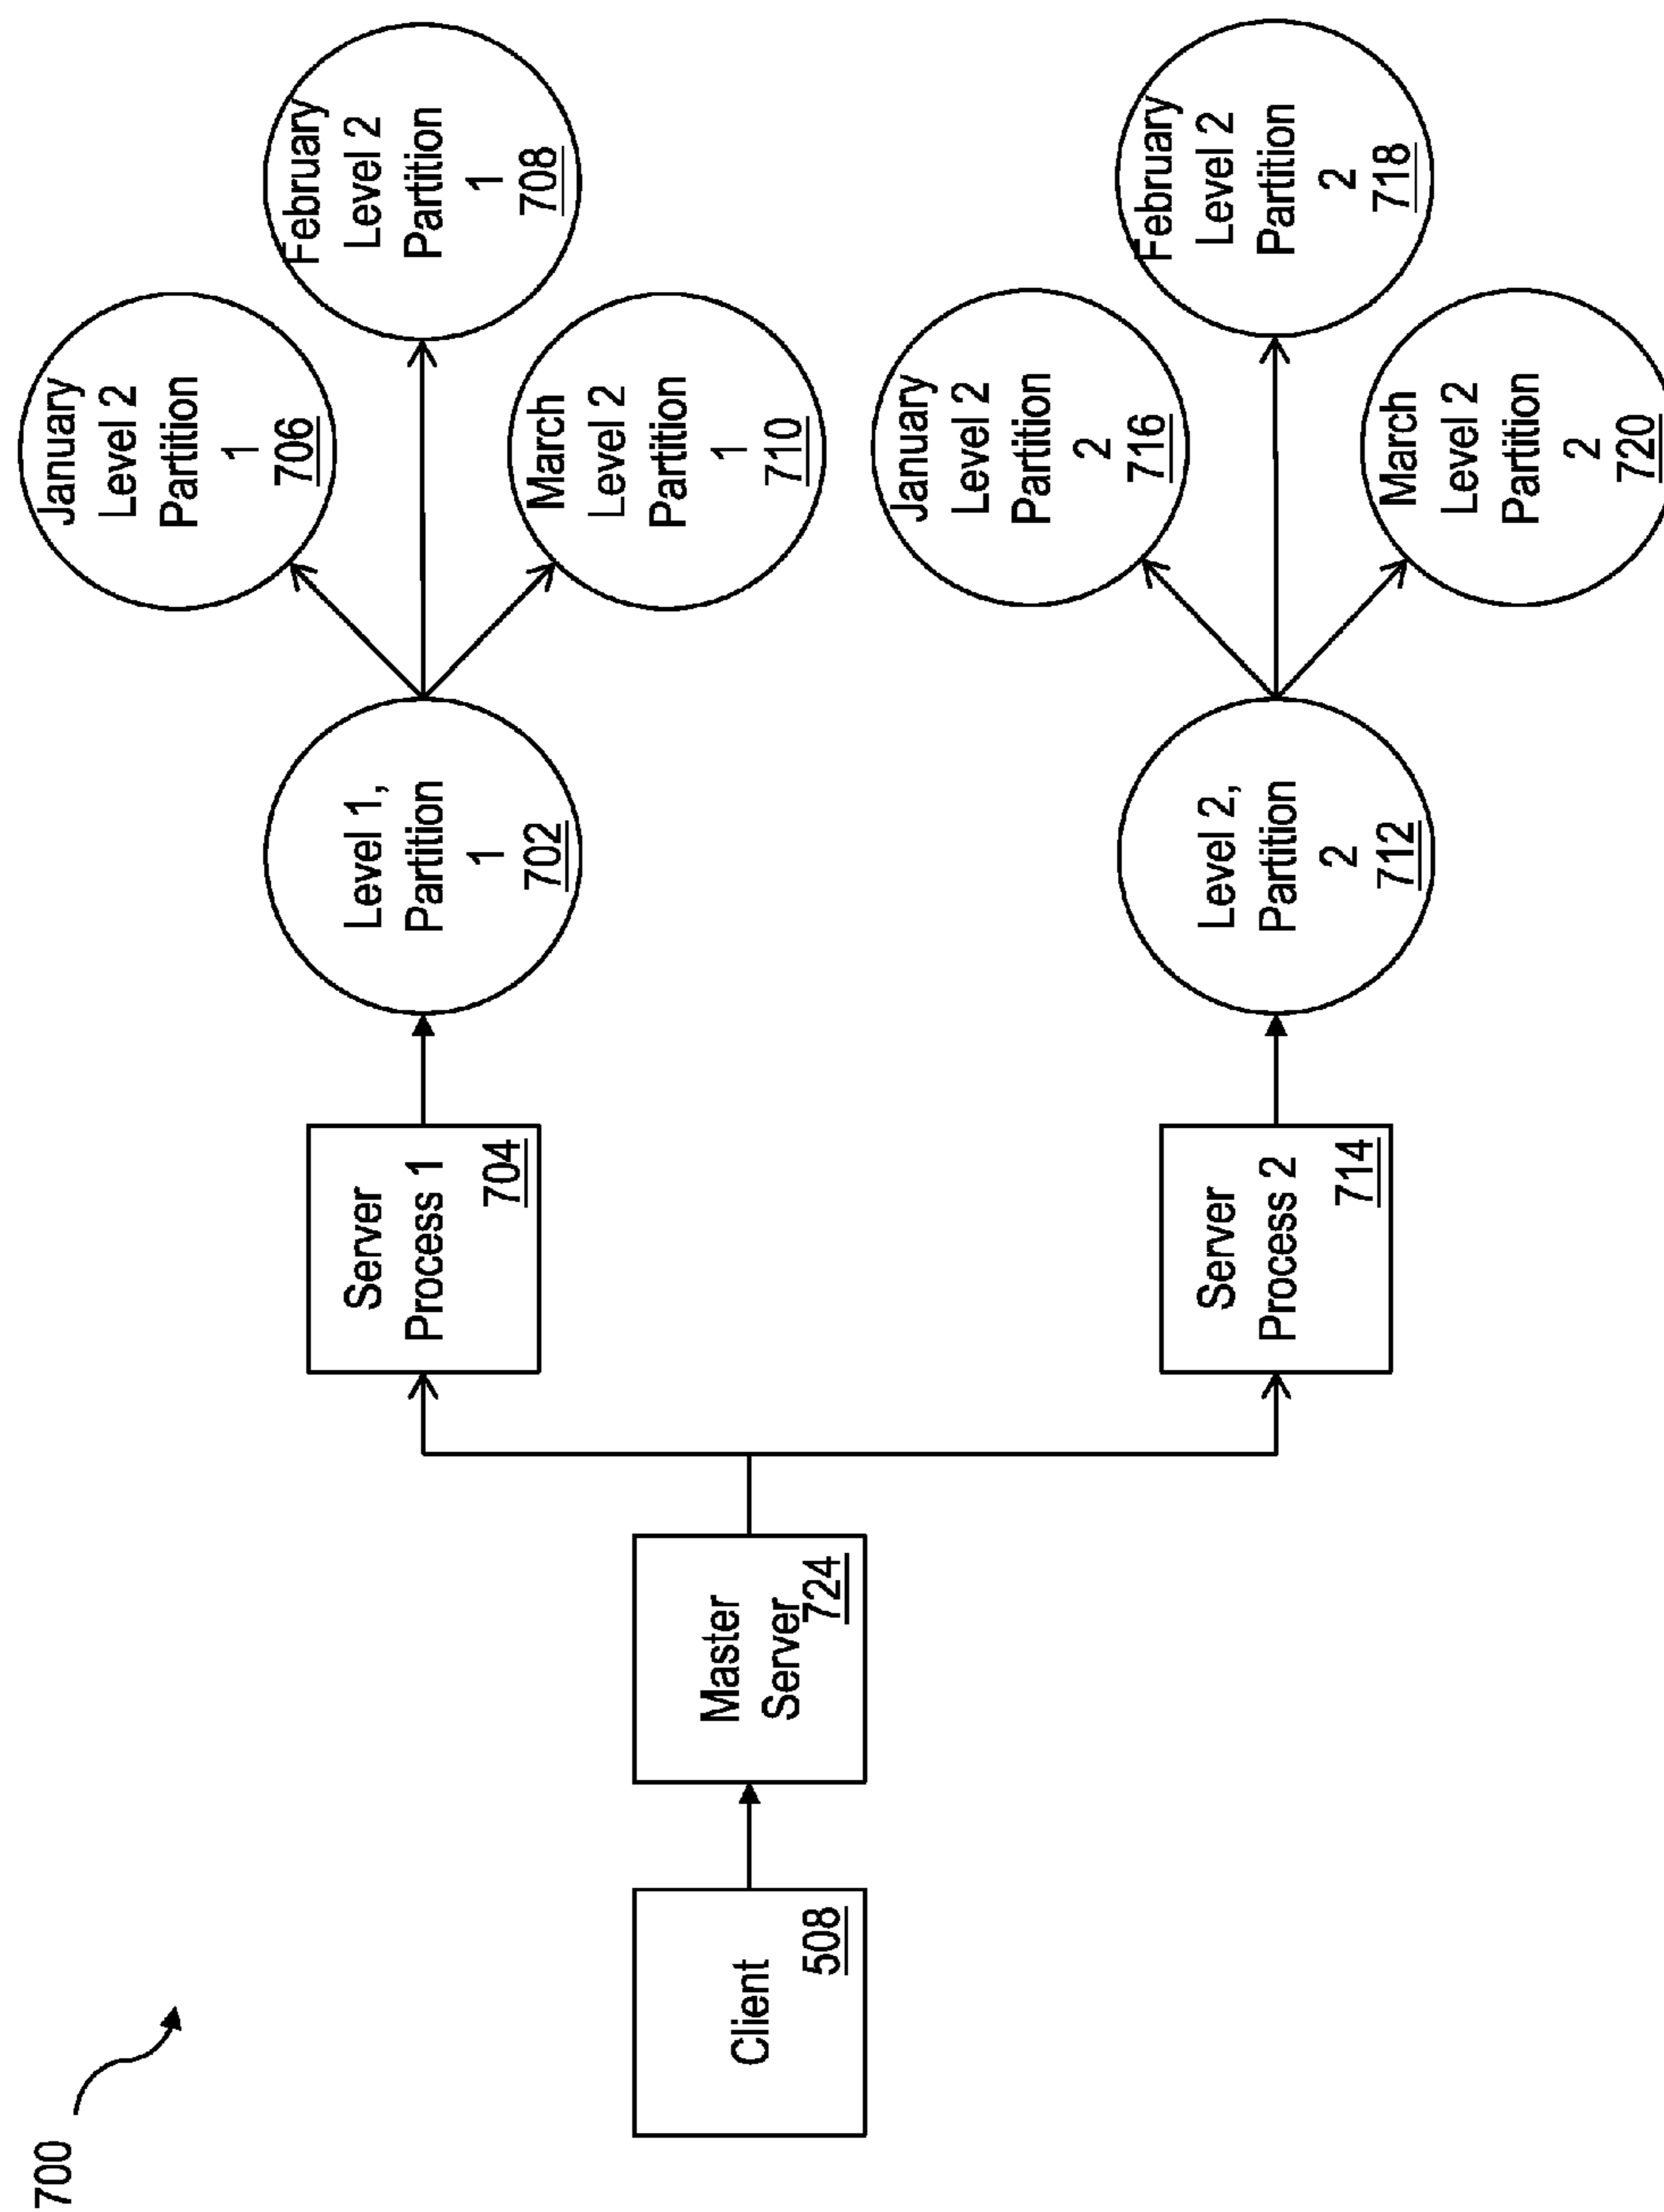 700
Client
508
Master
Server
724
Server
Process 1
704
Level 1,
Partition
1
702
January
Level 2
Partition
1
706
February
Level 2
Partition
1
708
March
Level 2
Partition
1
710
Server
Process 2
714
Level 2,
Partition
2
712
January
Level 2
Partition
2
716
February
Level 2
Partition
2
718
March
Level 2
Partition
2
720